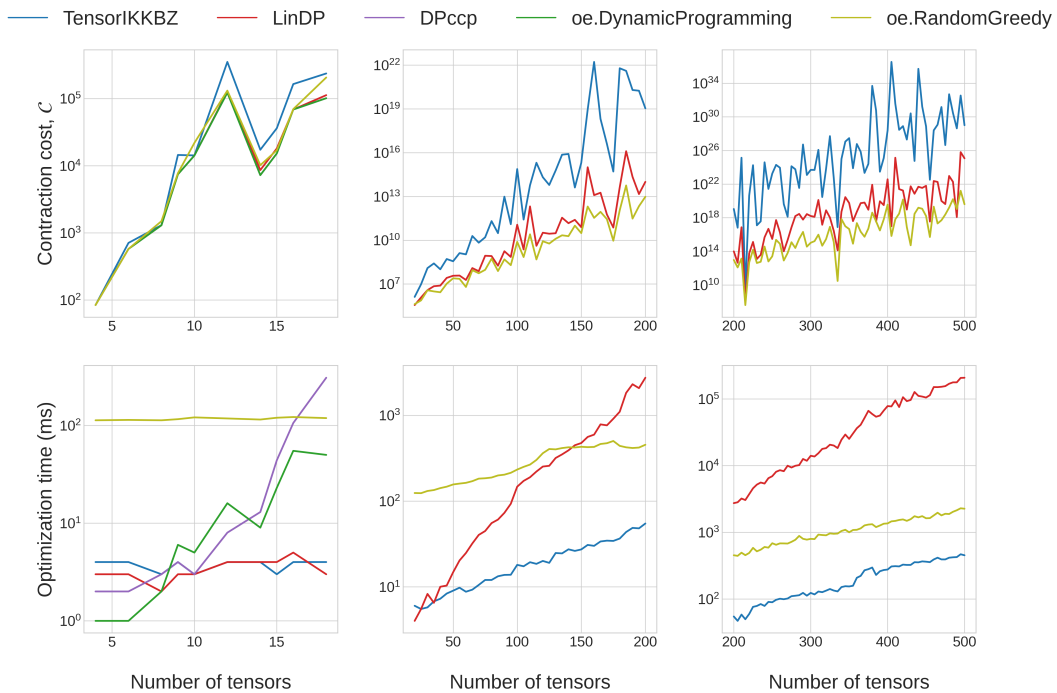 TensorIKKBZ LinDP DPccp oe.DynamicProgramming oe.RandomGreedy
Contraction cost, 𝒞
10⁵
10⁴
10³
10²
5 10 15
10²²
10¹⁹
10¹⁶
10¹³
10¹⁰
10⁷
50 100 150 200
10³⁴
10³⁰
10²⁶
10²²
10¹⁸
10¹⁴
10¹⁰
200 300 400 500
Optimization time (ms)
10²
10¹
10⁰
5 10 15
10³
10²
10¹
50 100 150 200
10⁵
10⁴
10³
10²
200 300 400 500
Number of tensors Number of tensors Number of tensors